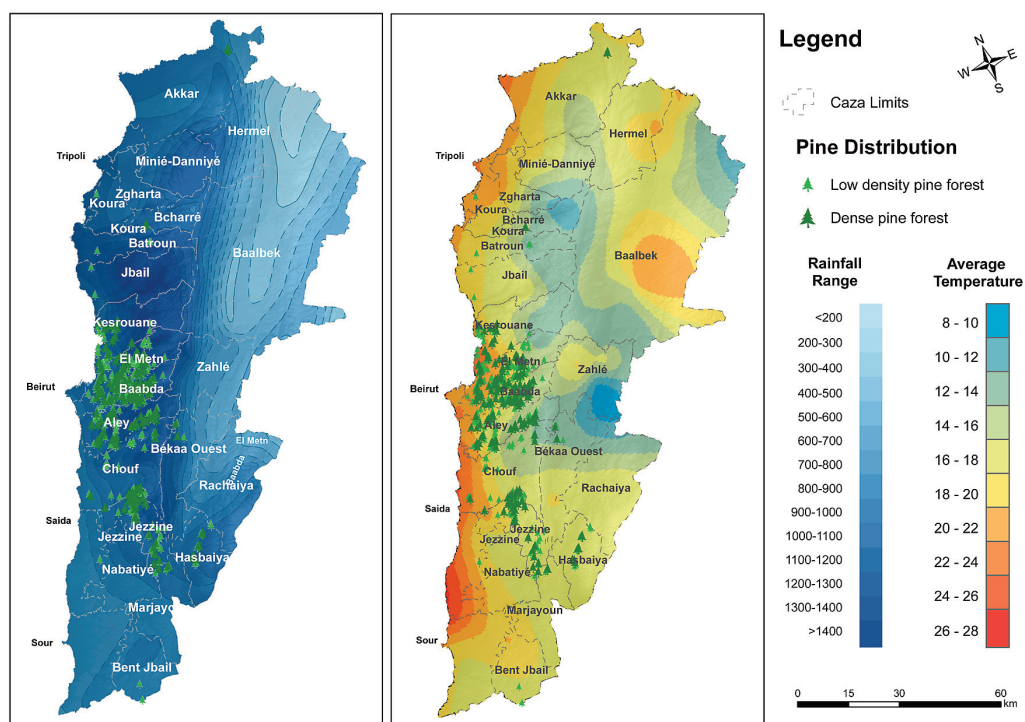 Akkar
Hermel
Tripoli
Minié-Danniyé
Zgharta
Koura
Bcharré
Koura
Batroun
Baalbek
Jbail
Kesrouane
El Metn
Zahlé
Beirut
Baabda
Aley
El Metn
Békaa Ouest
Baabda
Chouf
Rachaiya
Saida
Jezzine
Jezzine
Hasbaiya
Nabatiyé
Marjayou
Sour
Bent Jbail
Akkar
Hermel
Tripoli
Minié-Danniyé
Zgharta
Koura
Bcharré
Koura
Batroun
Baalbek
Jbail
Kesrouane
El Metn
Zahlé
Beirut
Baabda
Aley
Békaa Ouest
Chouf
Rachaiya
Saida
Jezzine
Jezzine
Hasbaiya
Nabatiyé
Marjayoun
Sour
Bent Jbail
Legend
N
W E
S
Caza Limits
Pine Distribution
Low density pine forest
Dense pine forest
Rainfall
Range
<200
200-300
300-400
400-500
500-600
600-700
700-800
800-900
900-1000
1000-1100
1100-1200
1200-1300
1300-1400
>1400
Average
Temperature
8 - 10
10 - 12
12 - 14
14 - 16
16 - 18
18 - 20
20 - 22
22 - 24
24 - 26
26 - 28
0 15 30 60
km